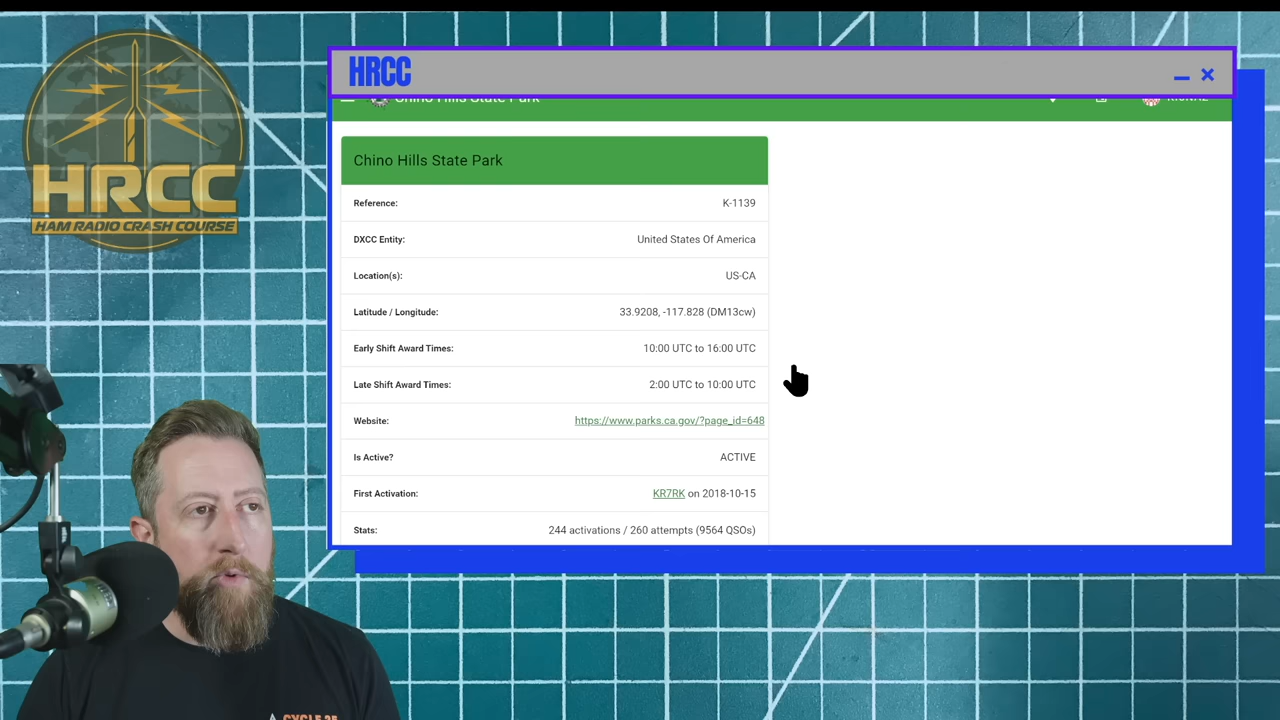 HRCC
HAM RADIO CRASH COURSE
HRCC
Chino Hills State Park
Chino Hills State Park
Reference: K-1139
DXCC Entity: United States Of America
Location(s): US-CA
Latitude / Longitude: 33.9208, -117.828 (DM13cw)
Early Shift Award Times: 10:00 UTC to 16:00 UTC
Late Shift Award Times: 2:00 UTC to 10:00 UTC
Website: https://www.parks.ca.gov/?page_id=648
Is Active? ACTIVE
First Activation: KR7RK on 2018-10-15
Stats: 244 activations / 260 attempts (9564 QSOs)